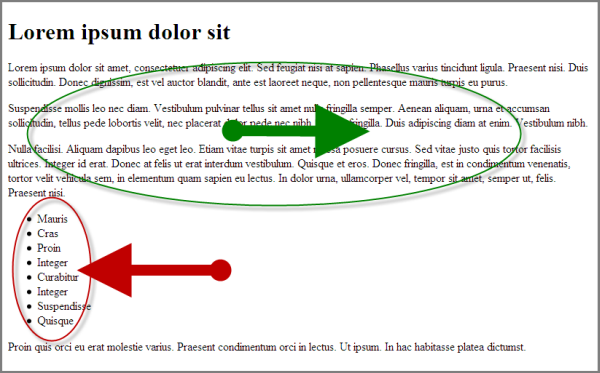 Lorem ipsum dolor sit
Lorem ipsum dolor sit amet, consectetuer adipiscing elit. Sed feugiat nisi at sapien. Phasellus varius tincidunt ligula. Praesent nisi. Duis
sollicitudin. Donec dignissim, est vel auctor blandit, ante est laoreet neque, non pellentesque mauris turpis eu purus.
Suspendisse mollis leo nec diam. Vestibulum pulvinar tellus sit amet nulla fringilla semper. Aenean aliquam, urna et accumsan
sollicitudin, tellus pede lobortis velit, nec placerat dolor pede nec nibh. fringilla. Duis adipiscing diam at enim. Vestibulum nibh.
Nulla facilisi. Aliquam dapibus leo eget leo. Etiam vitae turpis sit amet massa posuere cursus. Sed vitae justo quis tortor facilisis
ultrices. Integer id erat. Donec at felis ut erat interdum vestibulum. Quisque et eros. Donec fringilla, est in condimentum venenatis,
tortor velit vehicula sem, in elementum quam sapien eu lectus. In dolor urna, ullamcorper vel, tempor sit amet, semper ut, felis.
Praesent nisi.
Mauris
Cras
Proin
Integer
Curabitur
Integer
Suspendisse
Quisque
Proin quis orci eu erat molestie varius. Praesent condimentum orci in lectus. Ut ipsum. In hac habitasse platea dictumst.